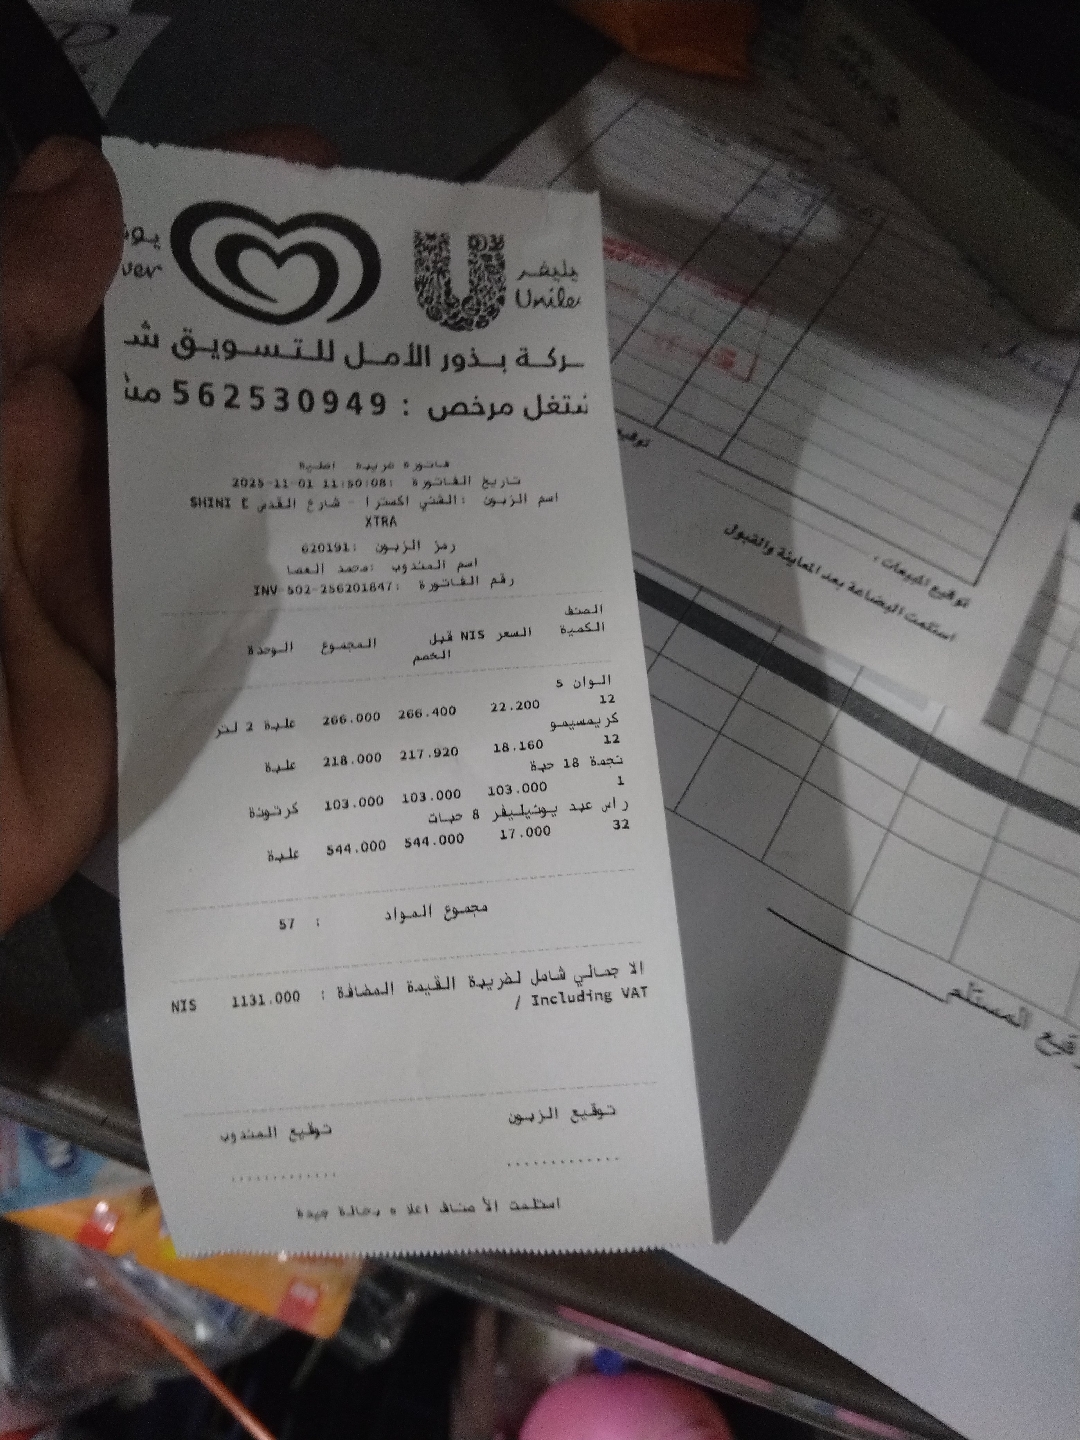 يونيليفر
Unilever
شركة بذور الأمل للتسويق
مشتغل مرخص : 562530949
فاتورة ضريبية اصلية
تاريخ الفاتورة :2025-11-01 11:50:08
اسم الزبون :الشني اكسترا - شارع القدس SHINI E
XTRA
رمز الزبون :620191
اسم المندوب :محمد العصا
رقم الفاتورة :INV-502-256201847
الصنف
الكمية السعر NIS قبل الخصم المجموع الوحدة
الوان 5
12 22.200 266.400 266.000 علبة 2 لتر
كريمسيمو
12 18.160 217.920 218.000 علبة
نجمة 18 حبة
1 103.000 103.000 103.000 كرتونة
راس عبد يونيليفر 8 حبات
32 17.000 544.000 544.000 علبة
مجموع المواد : 57
الاجمالي شامل لضريبة القيمة المضافة : 1131.000 NIS
/ Including VAT
توقيع الزبون توقيع المندوب
استلمت الأصناف اعلاه بحالة جيدة
توقيع المبيعات :
استلمت البضاعة بعد المعاينة والقبول
توقيع المستلم